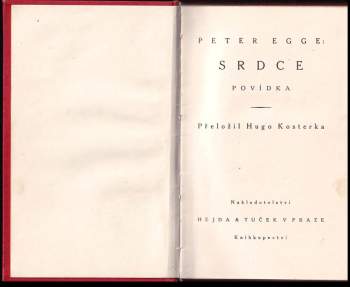 PETER EGGE:
SRDCE
POVÍDKA
Přeložil Hugo Kosterka
Nakladatelství
HEJDA & TUČEK V PRAZE
Knihkupectví